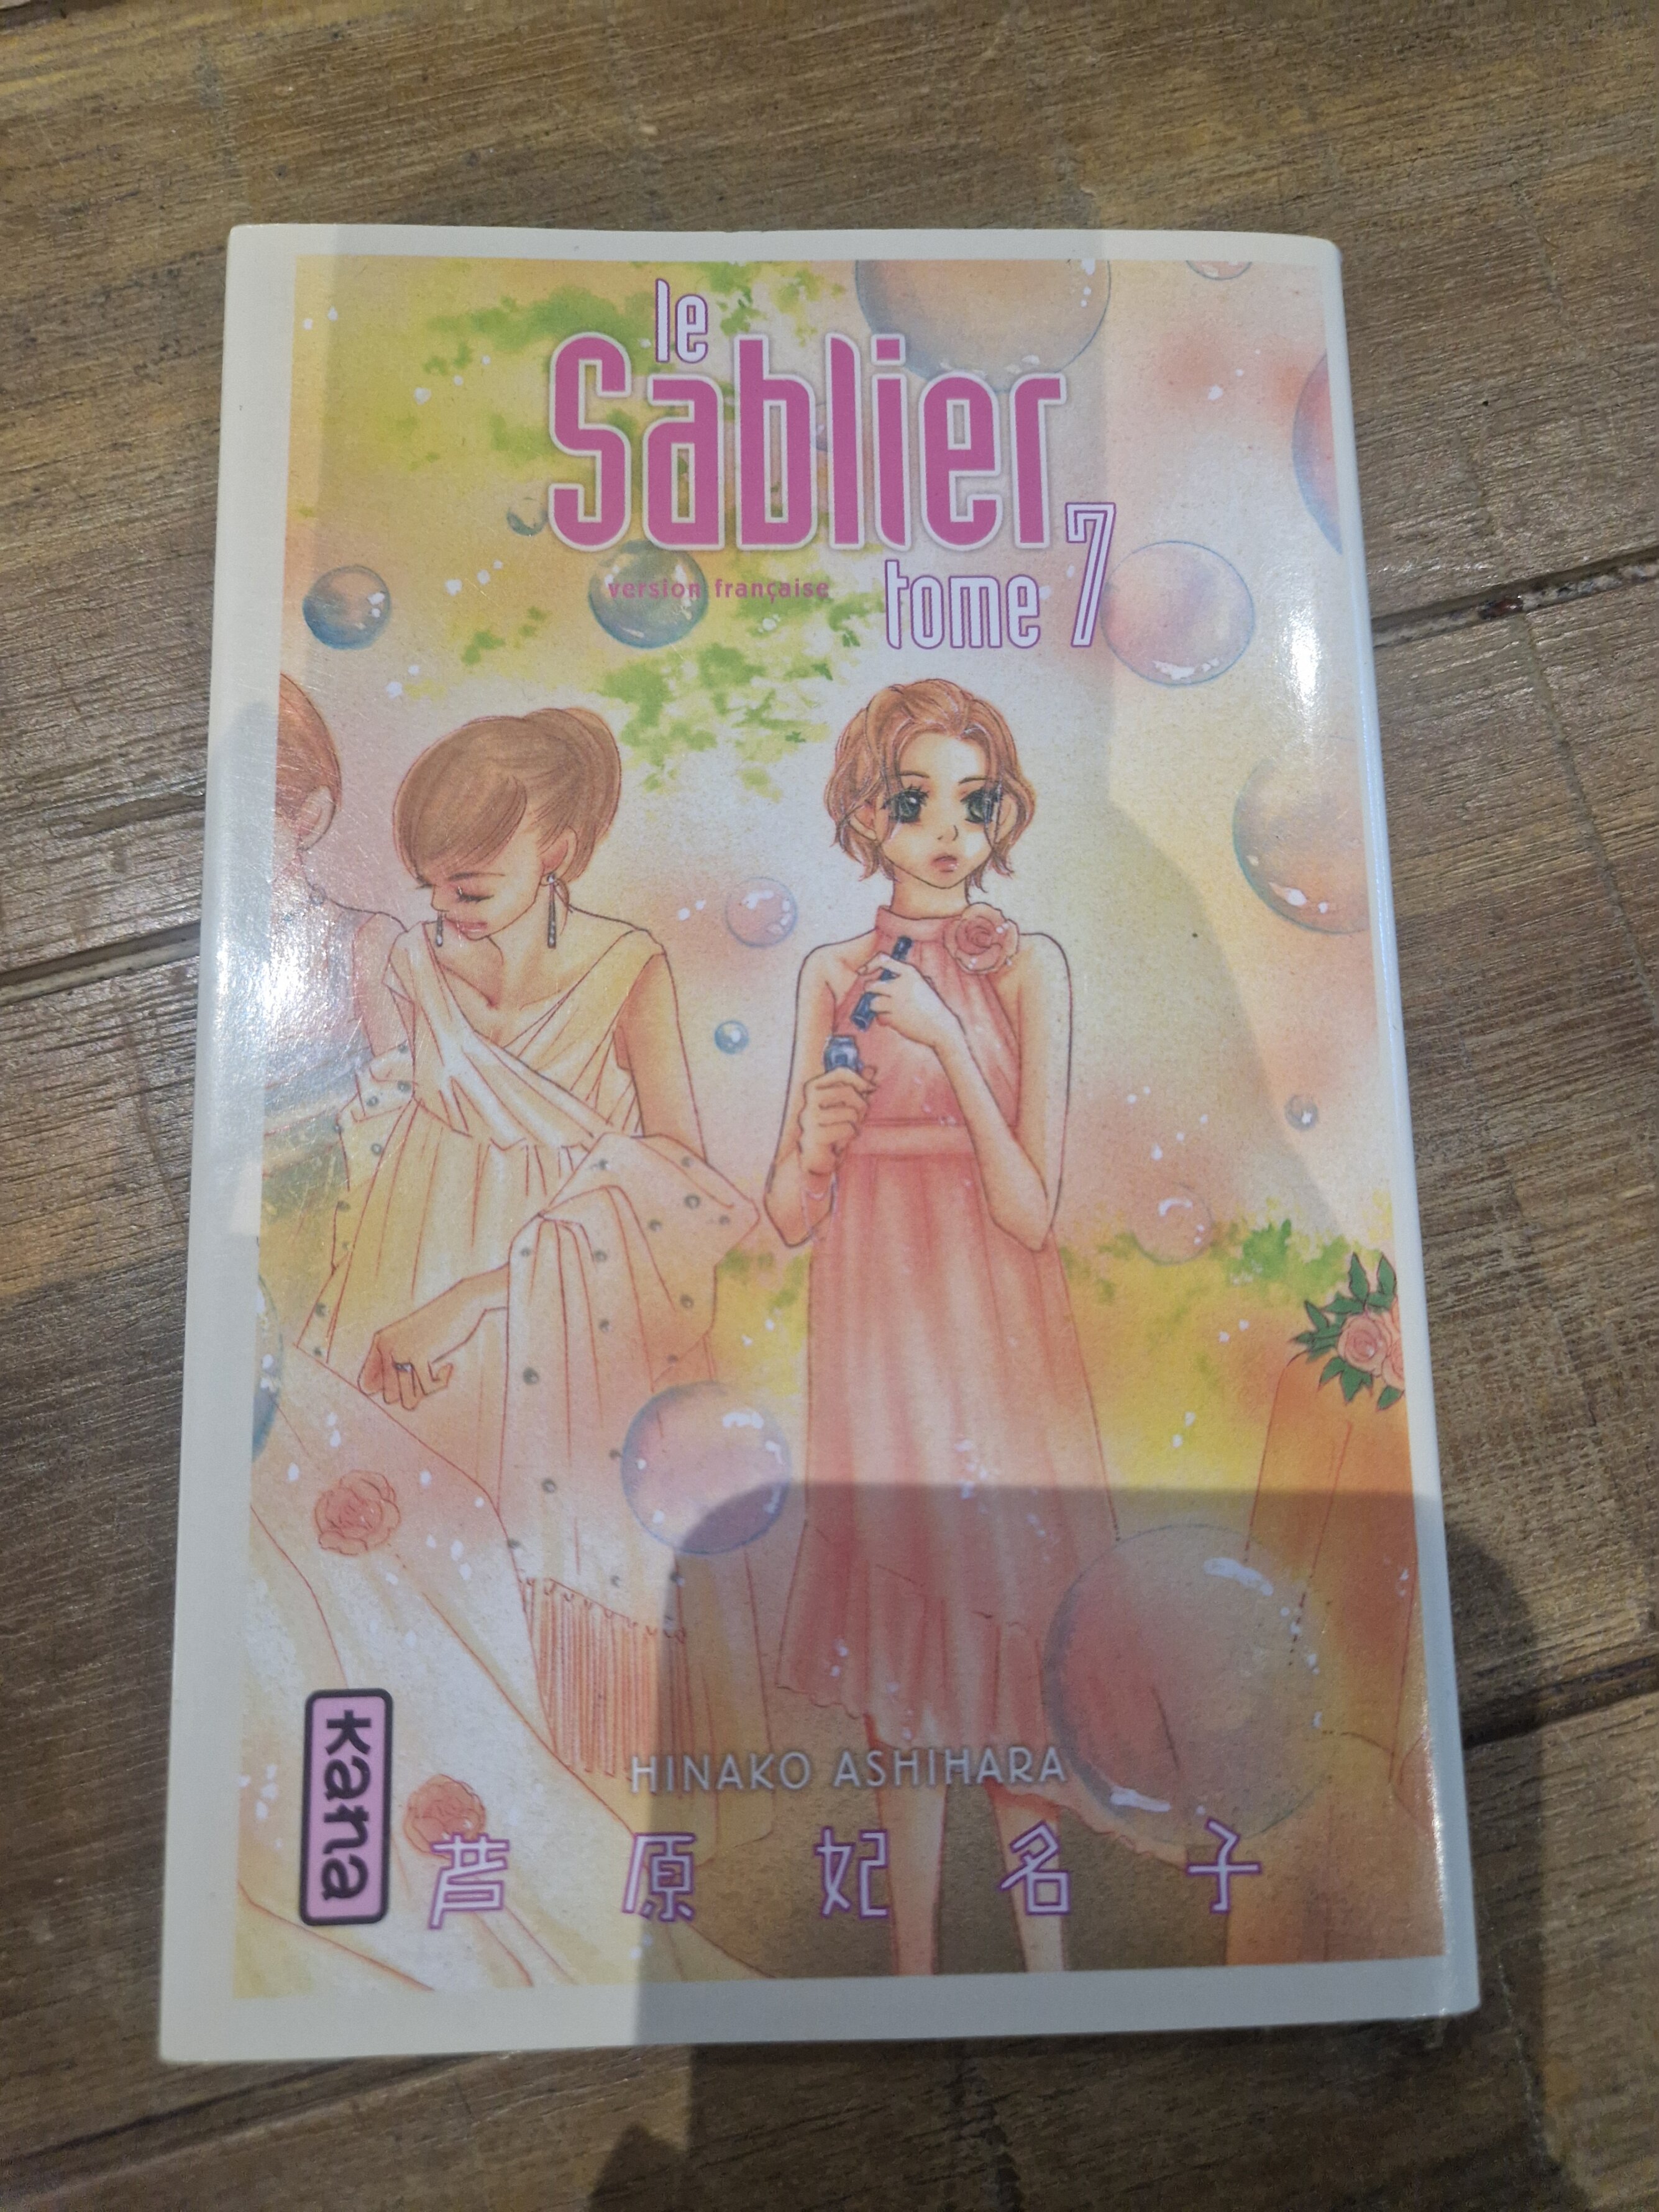 le
Sablier
version française
tome 7
HINAKO ASHIHARA
芦原妃名子
kana